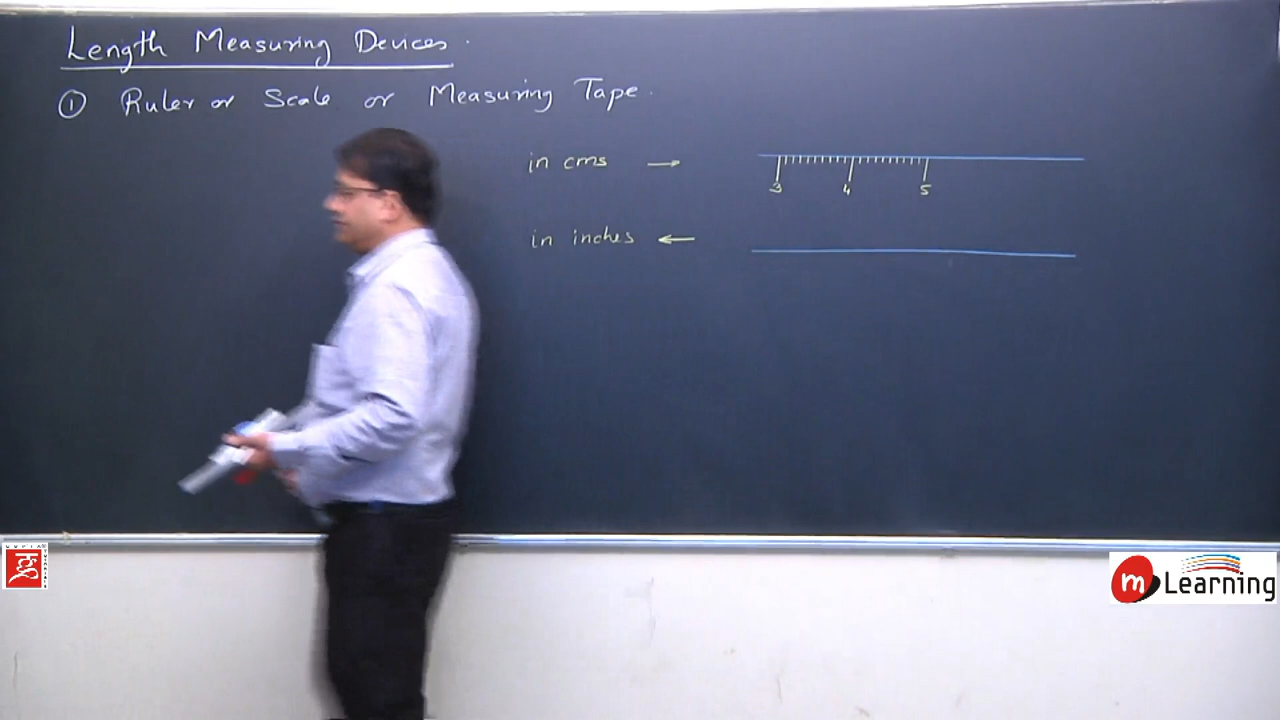 Length Measuring Devices.
① Ruler or Scale or Measuring Tape.
in cms →
3 4 5
in inches ←
m Learning